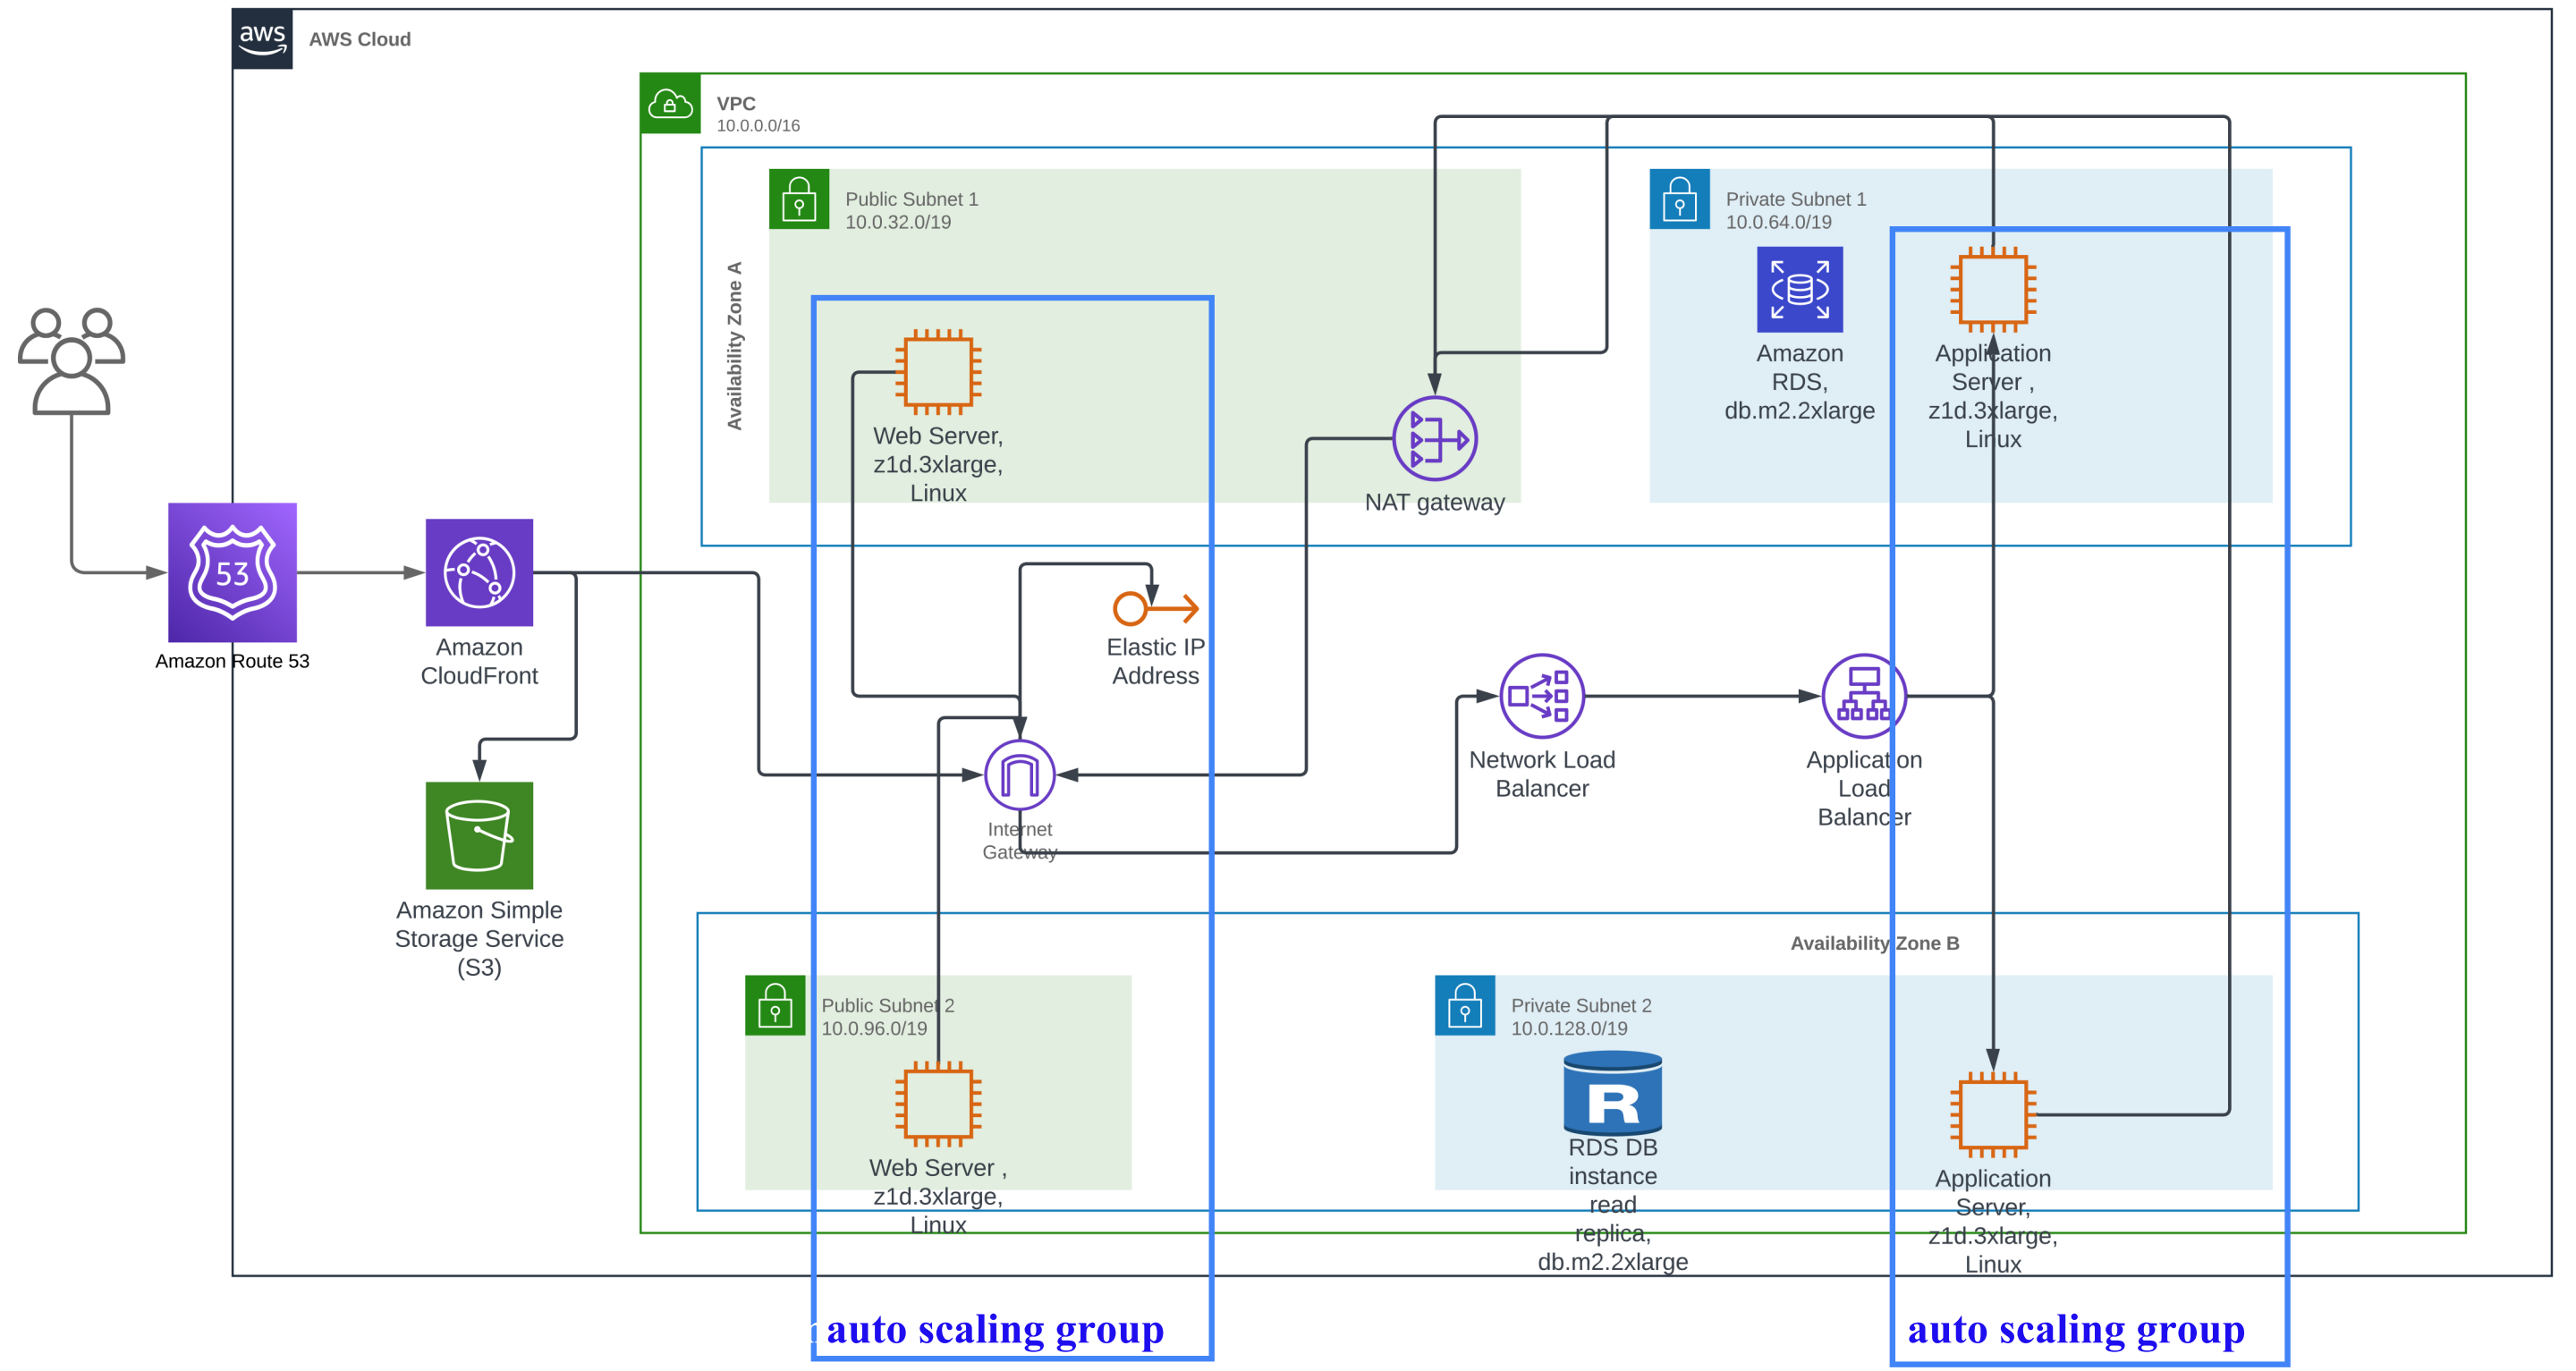 aws
AWS Cloud
VPC
10.0.0.0/16
Availability Zone A
Public Subnet 1
10.0.32.0/19
Web Server,
z1d.3xlarge,
Linux
NAT gateway
Private Subnet 1
10.0.64.0/19
Amazon
RDS,
db.m2.2xlarge
Application
Server ,
z1d.3xlarge,
Linux
53
Amazon Route 53
Amazon
CloudFront
Amazon Simple
Storage Service
(S3)
Elastic IP
Address
Internet
Gateway
Network Load
Balancer
Application
Load
Balancer
Availability Zone B
Public Subnet 2
10.0.96.0/19
Web Server ,
z1d.3xlarge,
Linux
Private Subnet 2
10.0.128.0/19
R
RDS DB
instance
read
replica,
db.m2.2xlarge
Application
Server,
z1d.3xlarge,
Linux
auto scaling group
auto scaling group